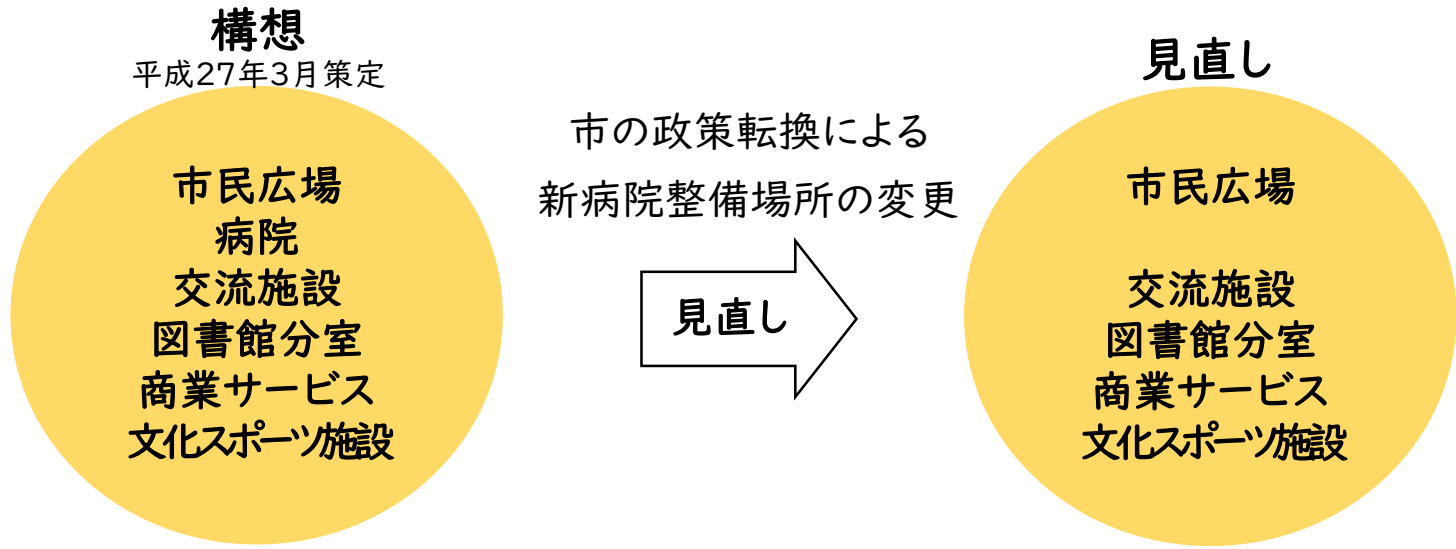 構想
平成27年3月策定
市民広場
病院
交流施設
図書館分室
商業サービス
文化スポーツ施設
市の政策転換による
新病院整備場所の変更
見直し
見直し
市民広場
交流施設
図書館分室
商業サービス
文化スポーツ施設